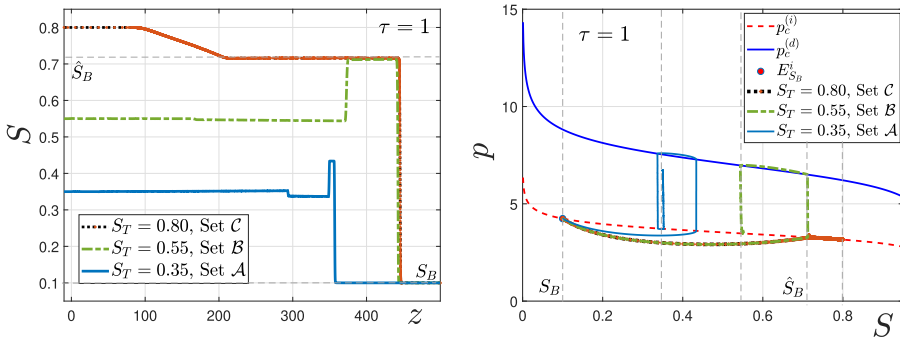 τ = 1
S
0.8
0.7
0.6
0.5
0.4
0.3
0.2
0.1
Ŝ_B
S_T = 0.80, Set 𝒞
S_T = 0.55, Set ℬ
S_T = 0.35, Set 𝒜
S_B
0 100 200 300 400
z
τ = 1
p
15
10
5
0
p_c^(i)
p_c^(d)
E^i_{S_B}
S_T = 0.80, Set 𝒞
S_T = 0.55, Set ℬ
S_T = 0.35, Set 𝒜
S_B
Ŝ_B
0 0.2 0.4 0.6 0.8
S